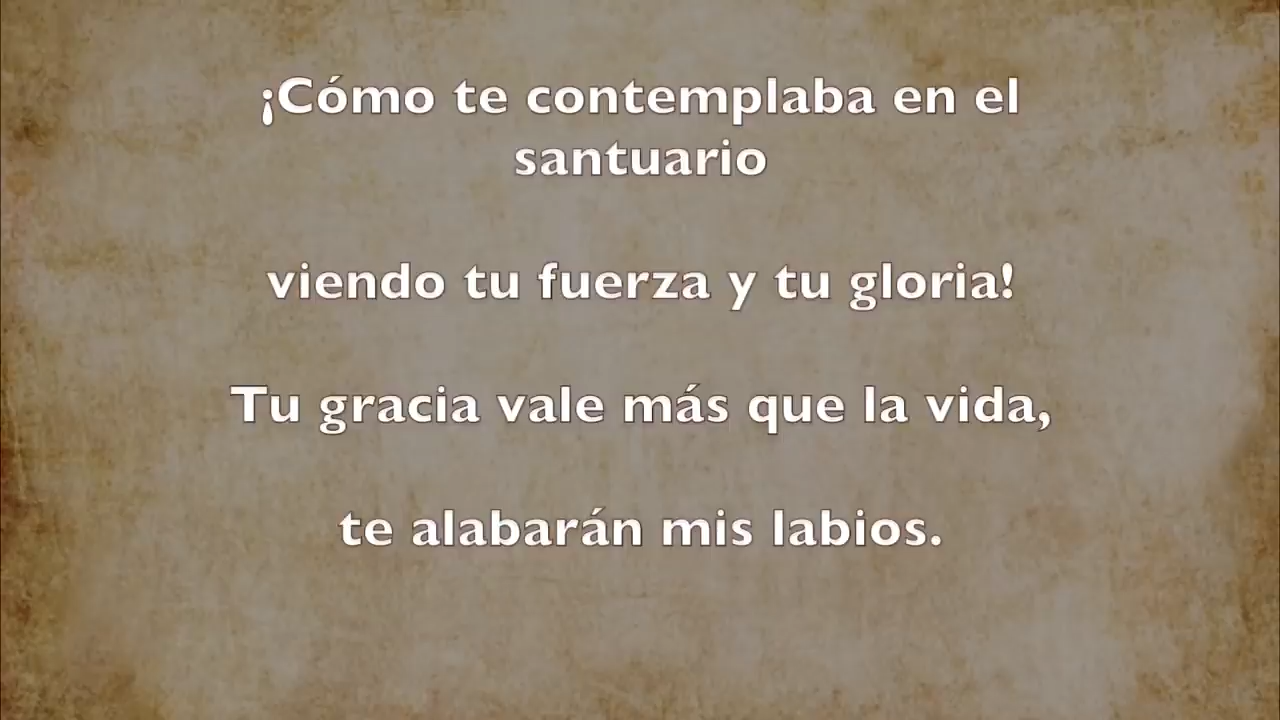 ¡Cómo te contemplaba en el
santuario
viendo tu fuerza y tu gloria!
Tu gracia vale más que la vida,
te alabarán mis labios.